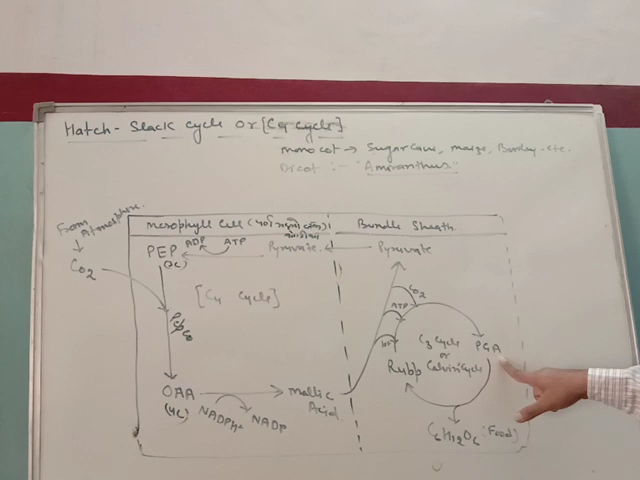 Hatch-Slack cycle or [C4 cycle]
monocot → Sugarcane, maize, Barley. etc.
Dicot :- "Amaranthus"
From Atmosphere.
CO2
Mesophyll Cell
Bundle Sheath
PEP
(3C)
ADP ATP
Pyruvate
Pyruvate
[C4 Cycle]
PEPCo
CO2
ATP
C3 Cycle
or
Calvin Cycle
PGA
Rubp
OAA
(4C)
NADPH+
NADP
Mallic
Acid
C6H12O6 (Food)